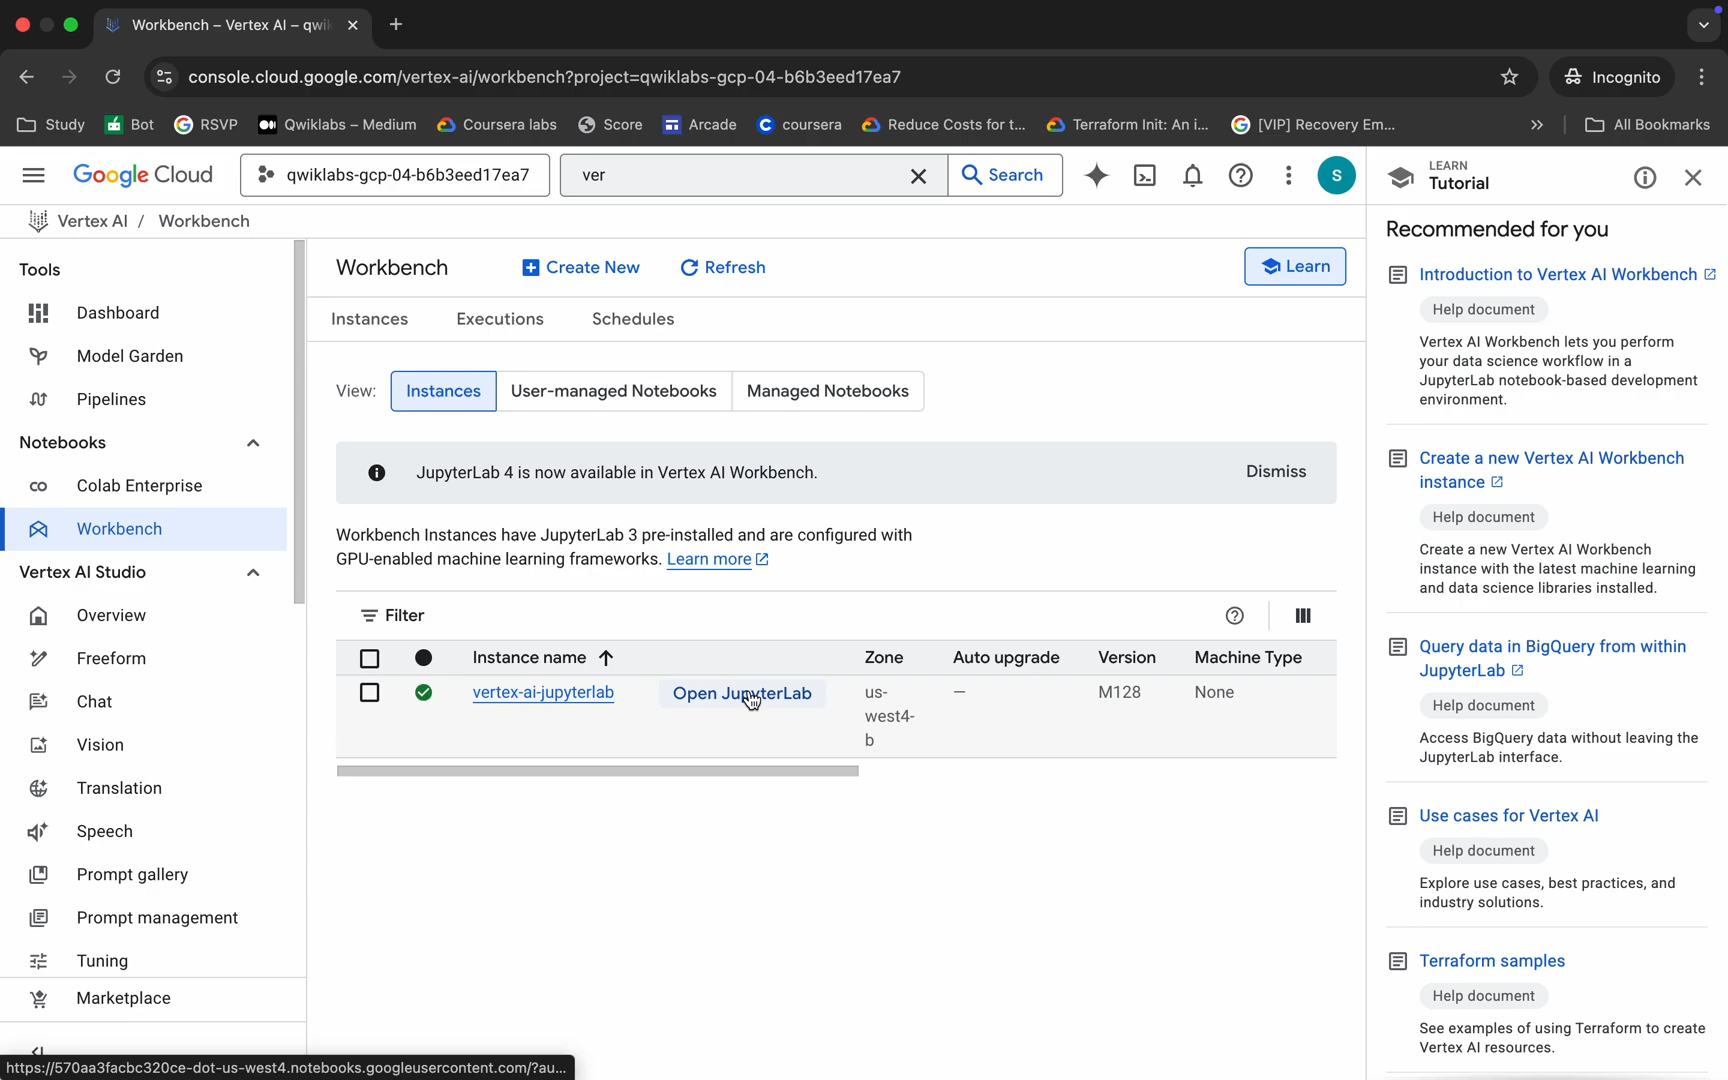 Workbench – Vertex AI – qwi
console.cloud.google.com/vertex-ai/workbench?project=qwiklabs-gcp-04-b6b3eed17ea7
Incognito
Study
Bot
RSVP
Qwiklabs – Medium
Coursera labs
Score
Arcade
coursera
Reduce Costs for t...
Terraform Init: An i...
[VIP] Recovery Em...
All Bookmarks
Google Cloud
qwiklabs-gcp-04-b6b3eed17ea7
ver
Search
S
LEARN
Tutorial
Vertex AI / Workbench
Tools
Dashboard
Model Garden
Pipelines
Notebooks
Colab Enterprise
Workbench
Vertex AI Studio
Overview
Freeform
Chat
Vision
Translation
Speech
Prompt gallery
Prompt management
Tuning
Marketplace
Workbench
Create New
Refresh
Learn
Instances
Executions
Schedules
View:
Instances
User-managed Notebooks
Managed Notebooks
JupyterLab 4 is now available in Vertex AI Workbench.
Dismiss
Workbench Instances have JupyterLab 3 pre-installed and are configured with
GPU-enabled machine learning frameworks. Learn more
Filter
Instance name
Zone
Auto upgrade
Version
Machine Type
vertex-ai-jupyterlab
Open JupyterLab
us-
west4-
b
—
M128
None
Recommended for you
Introduction to Vertex AI Workbench
Help document
Vertex AI Workbench lets you perform
your data science workflow in a
JupyterLab notebook-based development
environment.
Create a new Vertex AI Workbench
instance
Help document
Create a new Vertex AI Workbench
instance with the latest machine learning
and data science libraries installed.
Query data in BigQuery from within
JupyterLab
Help document
Access BigQuery data without leaving the
JupyterLab interface.
Use cases for Vertex AI
Help document
Explore use cases, best practices, and
industry solutions.
Terraform samples
Help document
See examples of using Terraform to create
Vertex AI resources.
https://570aa3facbc320ce-dot-us-west4.notebooks.googleusercontent.com/?au...